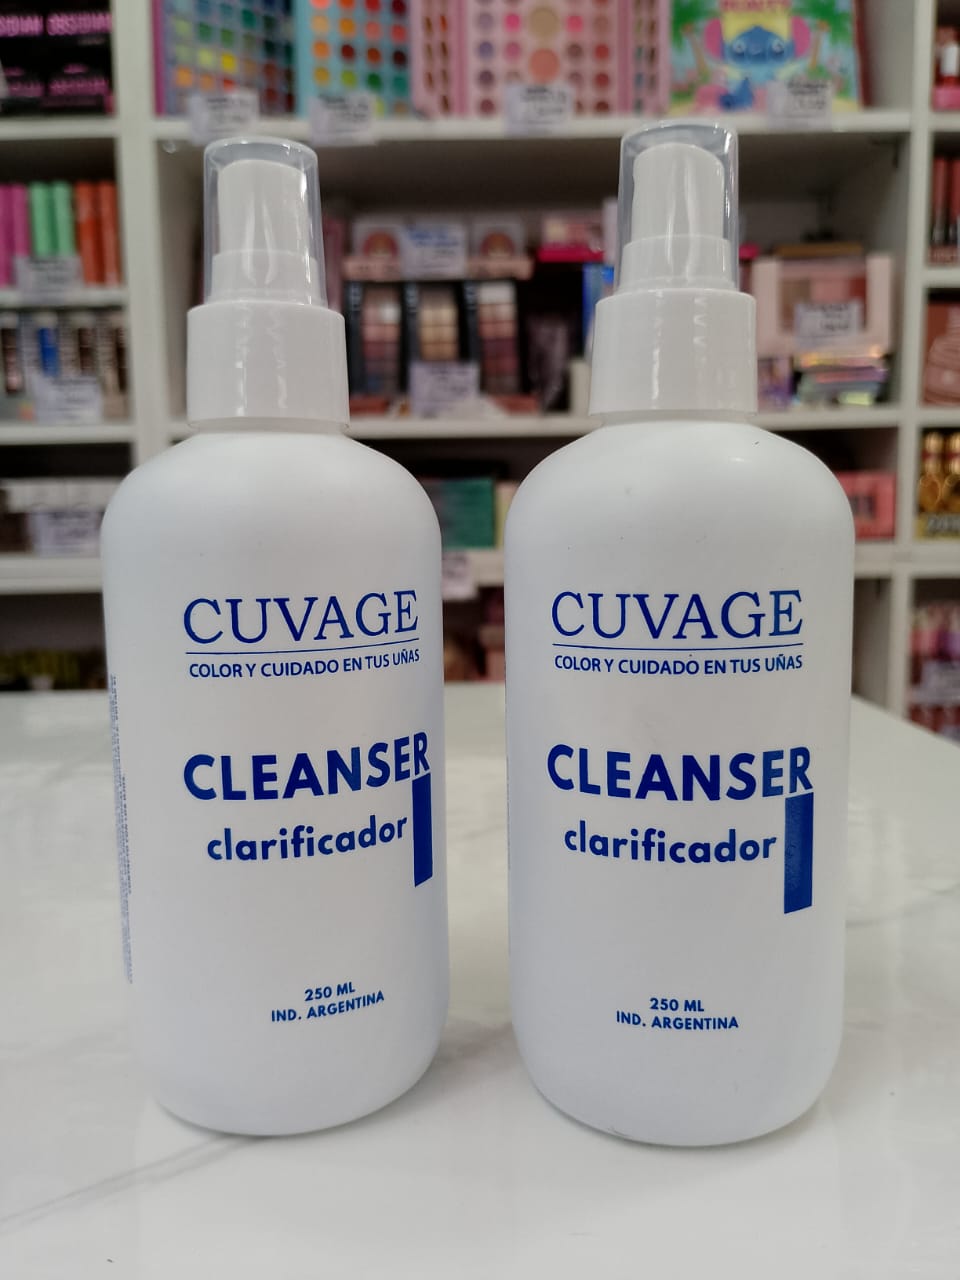 OBSESSION
CUVAGE
COLOR Y CUIDADO EN TUS UÑAS
CLEANSER
clarificador
250 ML
IND. ARGENTINA
CUVAGE
COLOR Y CUIDADO EN TUS UÑAS
CLEANSER
clarificador
250 ML
IND. ARGENTINA